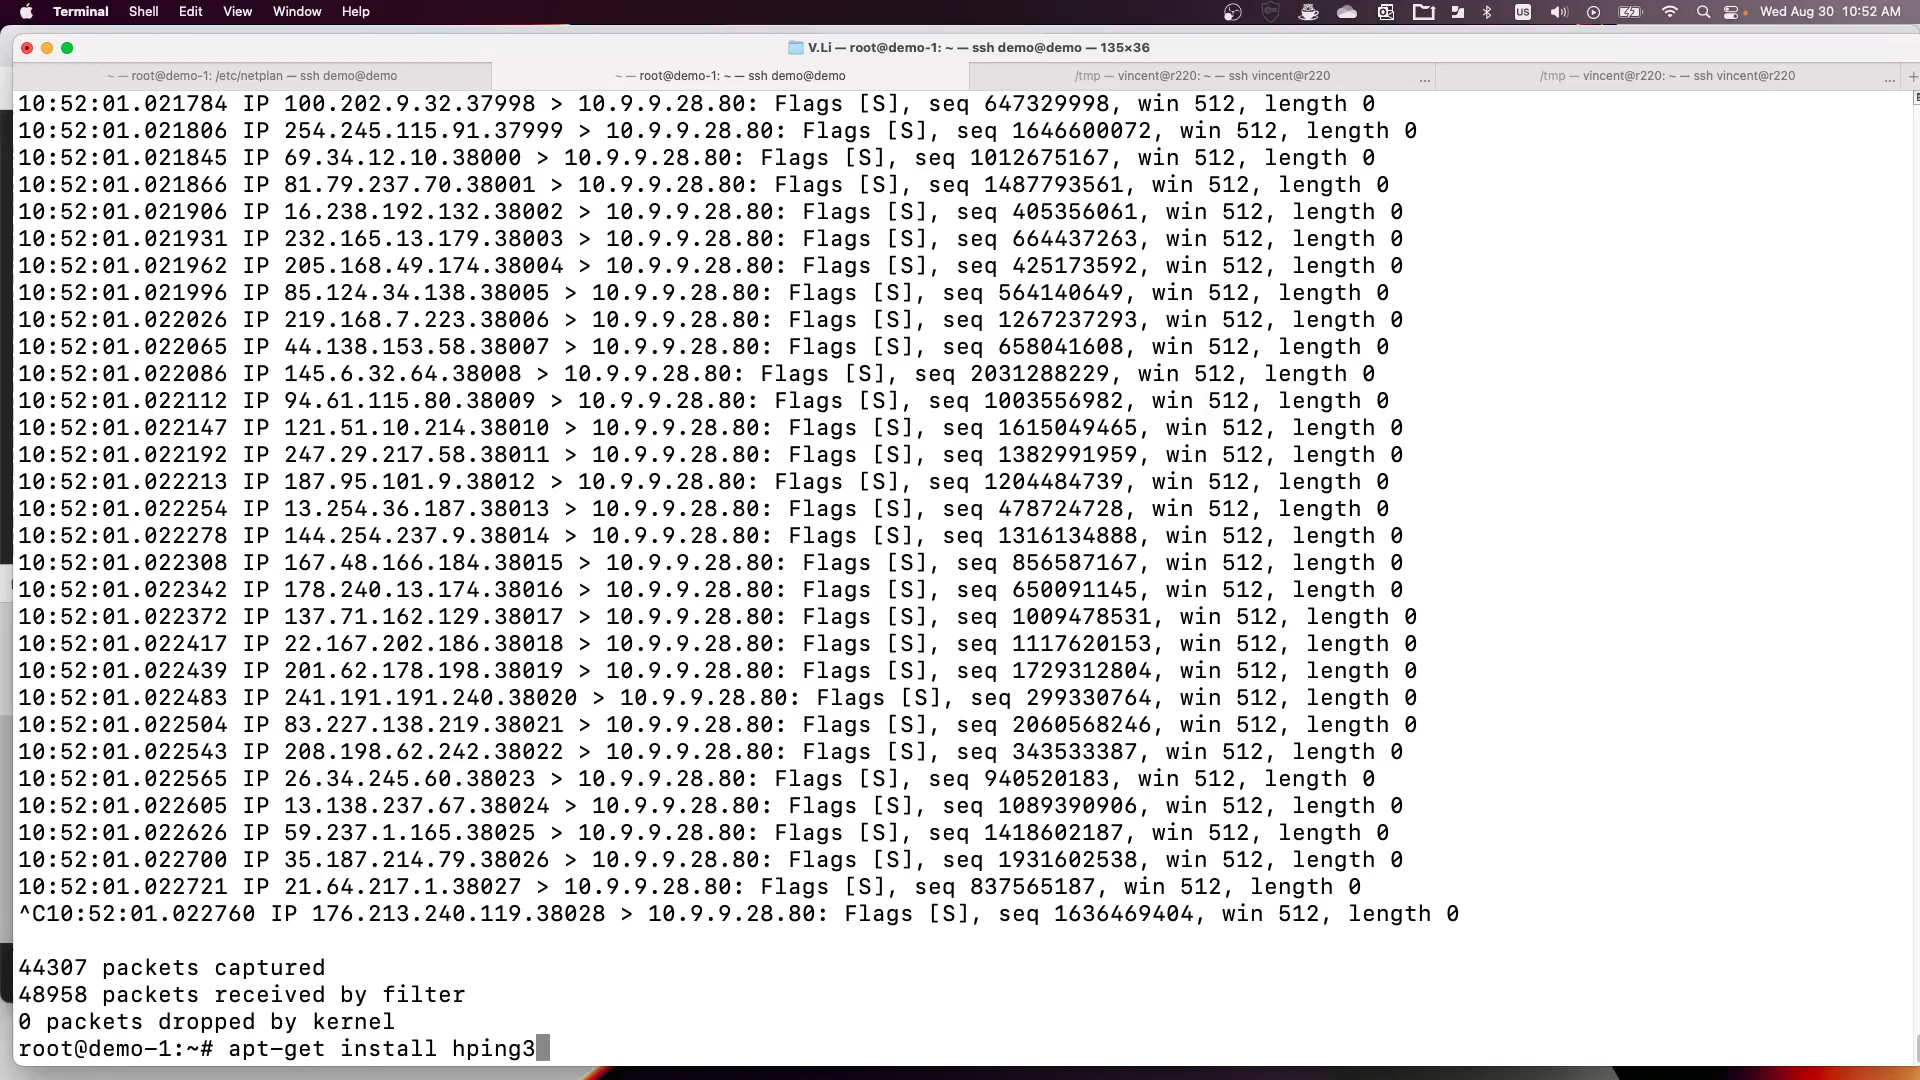 Terminal Shell Edit View Window Help US Wed Aug 30 10:52 AM
V.Li — root@demo-1: ~ — ssh demo@demo — 135×36
~ — root@demo-1: /etc/netplan — ssh demo@demo ~ — root@demo-1: ~ — ssh demo@demo /tmp — vincent@r220: ~ — ssh vincent@r220 ... /tmp — vincent@r220: ~ — ssh vincent@r220 ... +
10:52:01.021784 IP 100.202.9.32.37998 > 10.9.9.28.80: Flags [S], seq 647329998, win 512, length 0
10:52:01.021806 IP 254.245.115.91.37999 > 10.9.9.28.80: Flags [S], seq 1646600072, win 512, length 0
10:52:01.021845 IP 69.34.12.10.38000 > 10.9.9.28.80: Flags [S], seq 1012675167, win 512, length 0
10:52:01.021866 IP 81.79.237.70.38001 > 10.9.9.28.80: Flags [S], seq 1487793561, win 512, length 0
10:52:01.021906 IP 16.238.192.132.38002 > 10.9.9.28.80: Flags [S], seq 405356061, win 512, length 0
10:52:01.021931 IP 232.165.13.179.38003 > 10.9.9.28.80: Flags [S], seq 664437263, win 512, length 0
10:52:01.021962 IP 205.168.49.174.38004 > 10.9.9.28.80: Flags [S], seq 425173592, win 512, length 0
10:52:01.021996 IP 85.124.34.138.38005 > 10.9.9.28.80: Flags [S], seq 564140649, win 512, length 0
10:52:01.022026 IP 219.168.7.223.38006 > 10.9.9.28.80: Flags [S], seq 1267237293, win 512, length 0
10:52:01.022065 IP 44.138.153.58.38007 > 10.9.9.28.80: Flags [S], seq 658041608, win 512, length 0
10:52:01.022086 IP 145.6.32.64.38008 > 10.9.9.28.80: Flags [S], seq 2031288229, win 512, length 0
10:52:01.022112 IP 94.61.115.80.38009 > 10.9.9.28.80: Flags [S], seq 1003556982, win 512, length 0
10:52:01.022147 IP 121.51.10.214.38010 > 10.9.9.28.80: Flags [S], seq 1615049465, win 512, length 0
10:52:01.022192 IP 247.29.217.58.38011 > 10.9.9.28.80: Flags [S], seq 1382991959, win 512, length 0
10:52:01.022213 IP 187.95.101.9.38012 > 10.9.9.28.80: Flags [S], seq 1204484739, win 512, length 0
10:52:01.022254 IP 13.254.36.187.38013 > 10.9.9.28.80: Flags [S], seq 478724728, win 512, length 0
10:52:01.022278 IP 144.254.237.9.38014 > 10.9.9.28.80: Flags [S], seq 1316134888, win 512, length 0
10:52:01.022308 IP 167.48.166.184.38015 > 10.9.9.28.80: Flags [S], seq 856587167, win 512, length 0
10:52:01.022342 IP 178.240.13.174.38016 > 10.9.9.28.80: Flags [S], seq 650091145, win 512, length 0
10:52:01.022372 IP 137.71.162.129.38017 > 10.9.9.28.80: Flags [S], seq 1009478531, win 512, length 0
10:52:01.022417 IP 22.167.202.186.38018 > 10.9.9.28.80: Flags [S], seq 1117620153, win 512, length 0
10:52:01.022439 IP 201.62.178.198.38019 > 10.9.9.28.80: Flags [S], seq 1729312804, win 512, length 0
10:52:01.022483 IP 241.191.191.240.38020 > 10.9.9.28.80: Flags [S], seq 299330764, win 512, length 0
10:52:01.022504 IP 83.227.138.219.38021 > 10.9.9.28.80: Flags [S], seq 2060568246, win 512, length 0
10:52:01.022543 IP 208.198.62.242.38022 > 10.9.9.28.80: Flags [S], seq 343533387, win 512, length 0
10:52:01.022565 IP 26.34.245.60.38023 > 10.9.9.28.80: Flags [S], seq 940520183, win 512, length 0
10:52:01.022605 IP 13.138.237.67.38024 > 10.9.9.28.80: Flags [S], seq 1089390906, win 512, length 0
10:52:01.022626 IP 59.237.1.165.38025 > 10.9.9.28.80: Flags [S], seq 1418602187, win 512, length 0
10:52:01.022700 IP 35.187.214.79.38026 > 10.9.9.28.80: Flags [S], seq 1931602538, win 512, length 0
10:52:01.022721 IP 21.64.217.1.38027 > 10.9.9.28.80: Flags [S], seq 837565187, win 512, length 0
^C10:52:01.022760 IP 176.213.240.119.38028 > 10.9.9.28.80: Flags [S], seq 1636469404, win 512, length 0
44307 packets captured
48958 packets received by filter
0 packets dropped by kernel
root@demo-1:~# apt-get install hping3